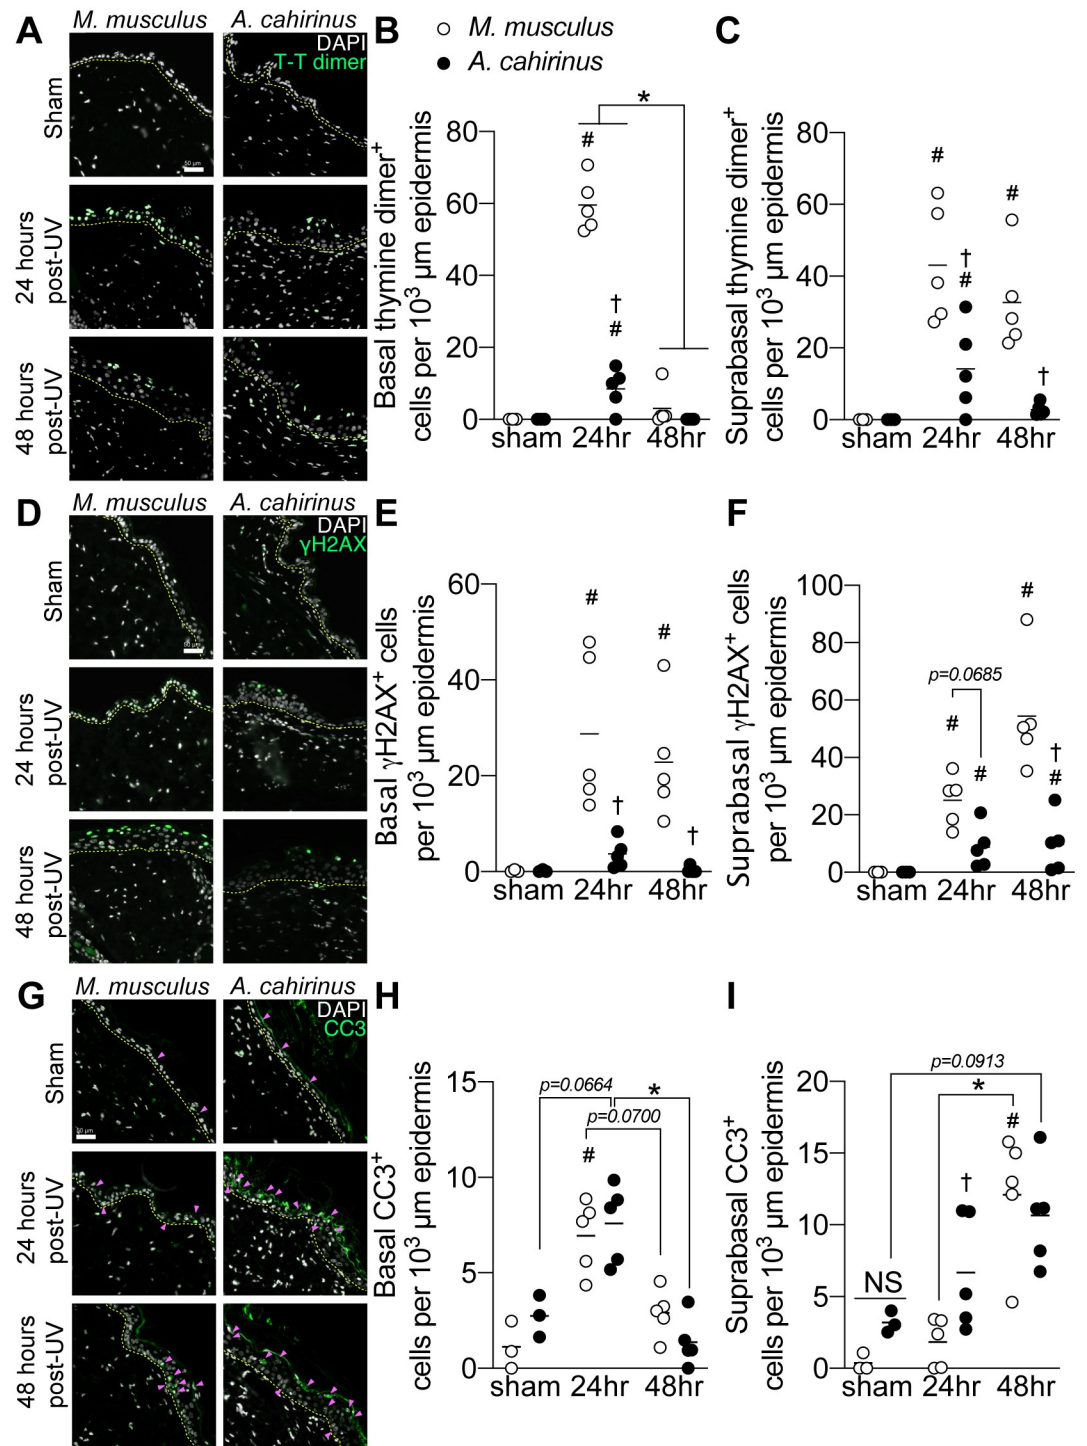 A
M. musculus
A. cahirinus
DAPI
T-T dimer
Sham
50 µm
24 hours
post-UV
48 hours
post-UV
B
M. musculus
A. cahirinus
Basal thymine dimer+
cells per 10³ µm epidermis
80
60
40
20
0
*
#
†
#
sham
24hr
48hr
C
Suprabasal thymine dimer+
cells per 10³ µm epidermis
80
60
40
20
0
#
†
#
#
†
sham
24hr
48hr
D
M. musculus
A. cahirinus
DAPI
γH2AX
Sham
50 µm
24 hours
post-UV
48 hours
post-UV
E
Basal γH2AX+ cells
per 10³ µm epidermis
60
40
20
0
#
†
#
†
sham
24hr
48hr
F
Suprabasal γH2AX+ cells
per 10³ µm epidermis
100
80
60
40
20
0
p=0.0685
#
#
#
†
#
sham
24hr
48hr
G
M. musculus
A. cahirinus
DAPI
CC3
Sham
50 µm
24 hours
post-UV
48 hours
post-UV
H
Basal CC3+
cells per 10³ µm epidermis
15
10
5
0
p=0.0664
*
p=0.0700
#
sham
24hr
48hr
I
Suprabasal CC3+
cells per 10³ µm epidermis
20
15
10
5
0
p=0.0913
*
#
†
NS
sham
24hr
48hr